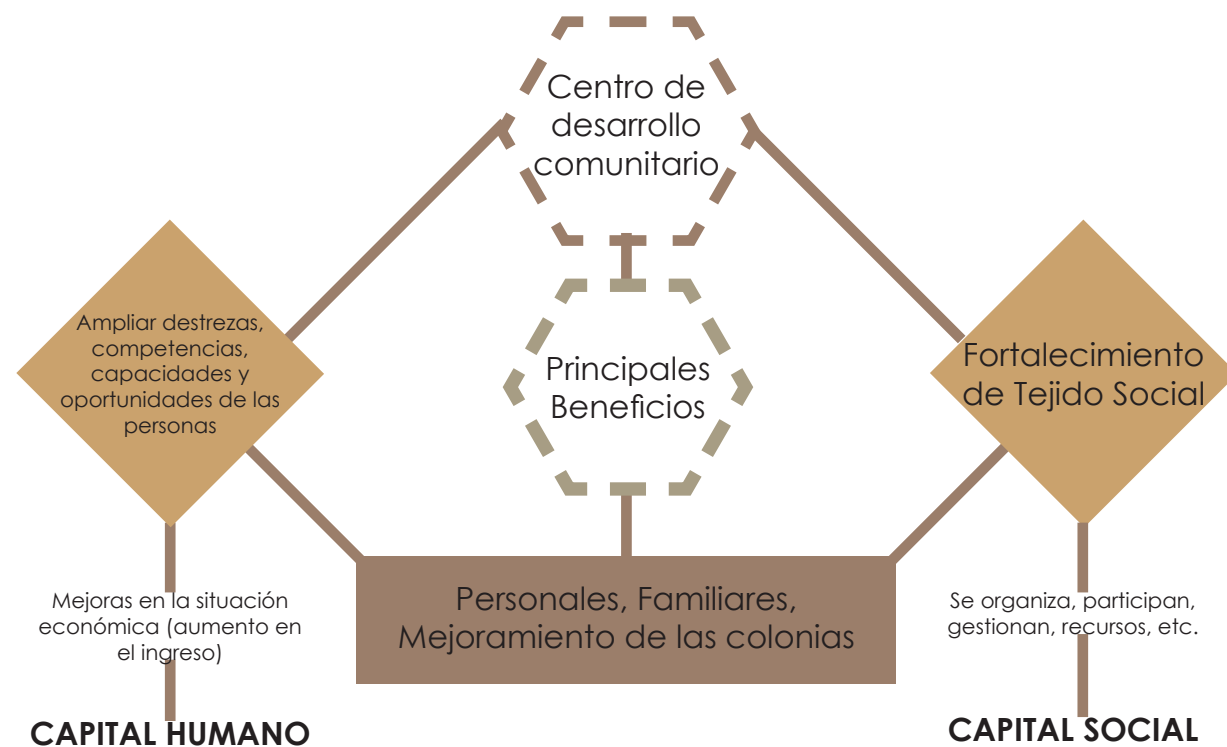 Centro de
desarrollo
comunitario
Ampliar destrezas,
competencias,
capacidades y
oportunidades de las
personas
Principales
Beneficios
Fortalecimiento
de Tejido Social
Personales, Familiares,
Mejoramiento de las colonias
Mejoras en la situación
económica (aumento en
el ingreso)
Se organiza, participan,
gestionan, recursos, etc.
CAPITAL HUMANO
CAPITAL SOCIAL